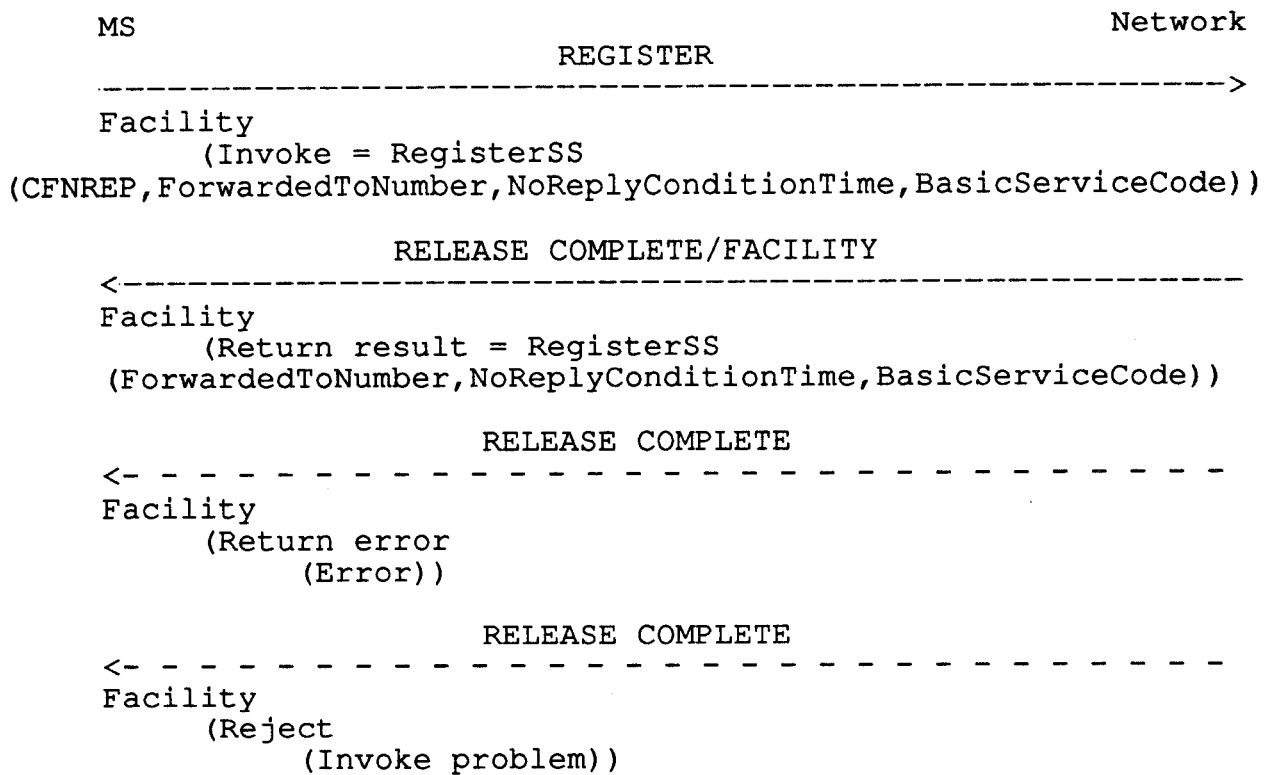 MS Network
REGISTER
------------------------------------------------------>
Facility
(Invoke = RegisterSS
(CFNREP,ForwardedToNumber,NoReplyConditionTime,BasicServiceCode))
RELEASE COMPLETE/FACILITY
<------------------------------------------------------
Facility
(Return result = RegisterSS
(ForwardedToNumber,NoReplyConditionTime,BasicServiceCode))
RELEASE COMPLETE
<- - - - - - - - - - - - - - - - - - - - - - - - - - - -
Facility
(Return error
(Error))
RELEASE COMPLETE
<- - - - - - - - - - - - - - - - - - - - - - - - - - - -
Facility
(Reject
(Invoke problem))